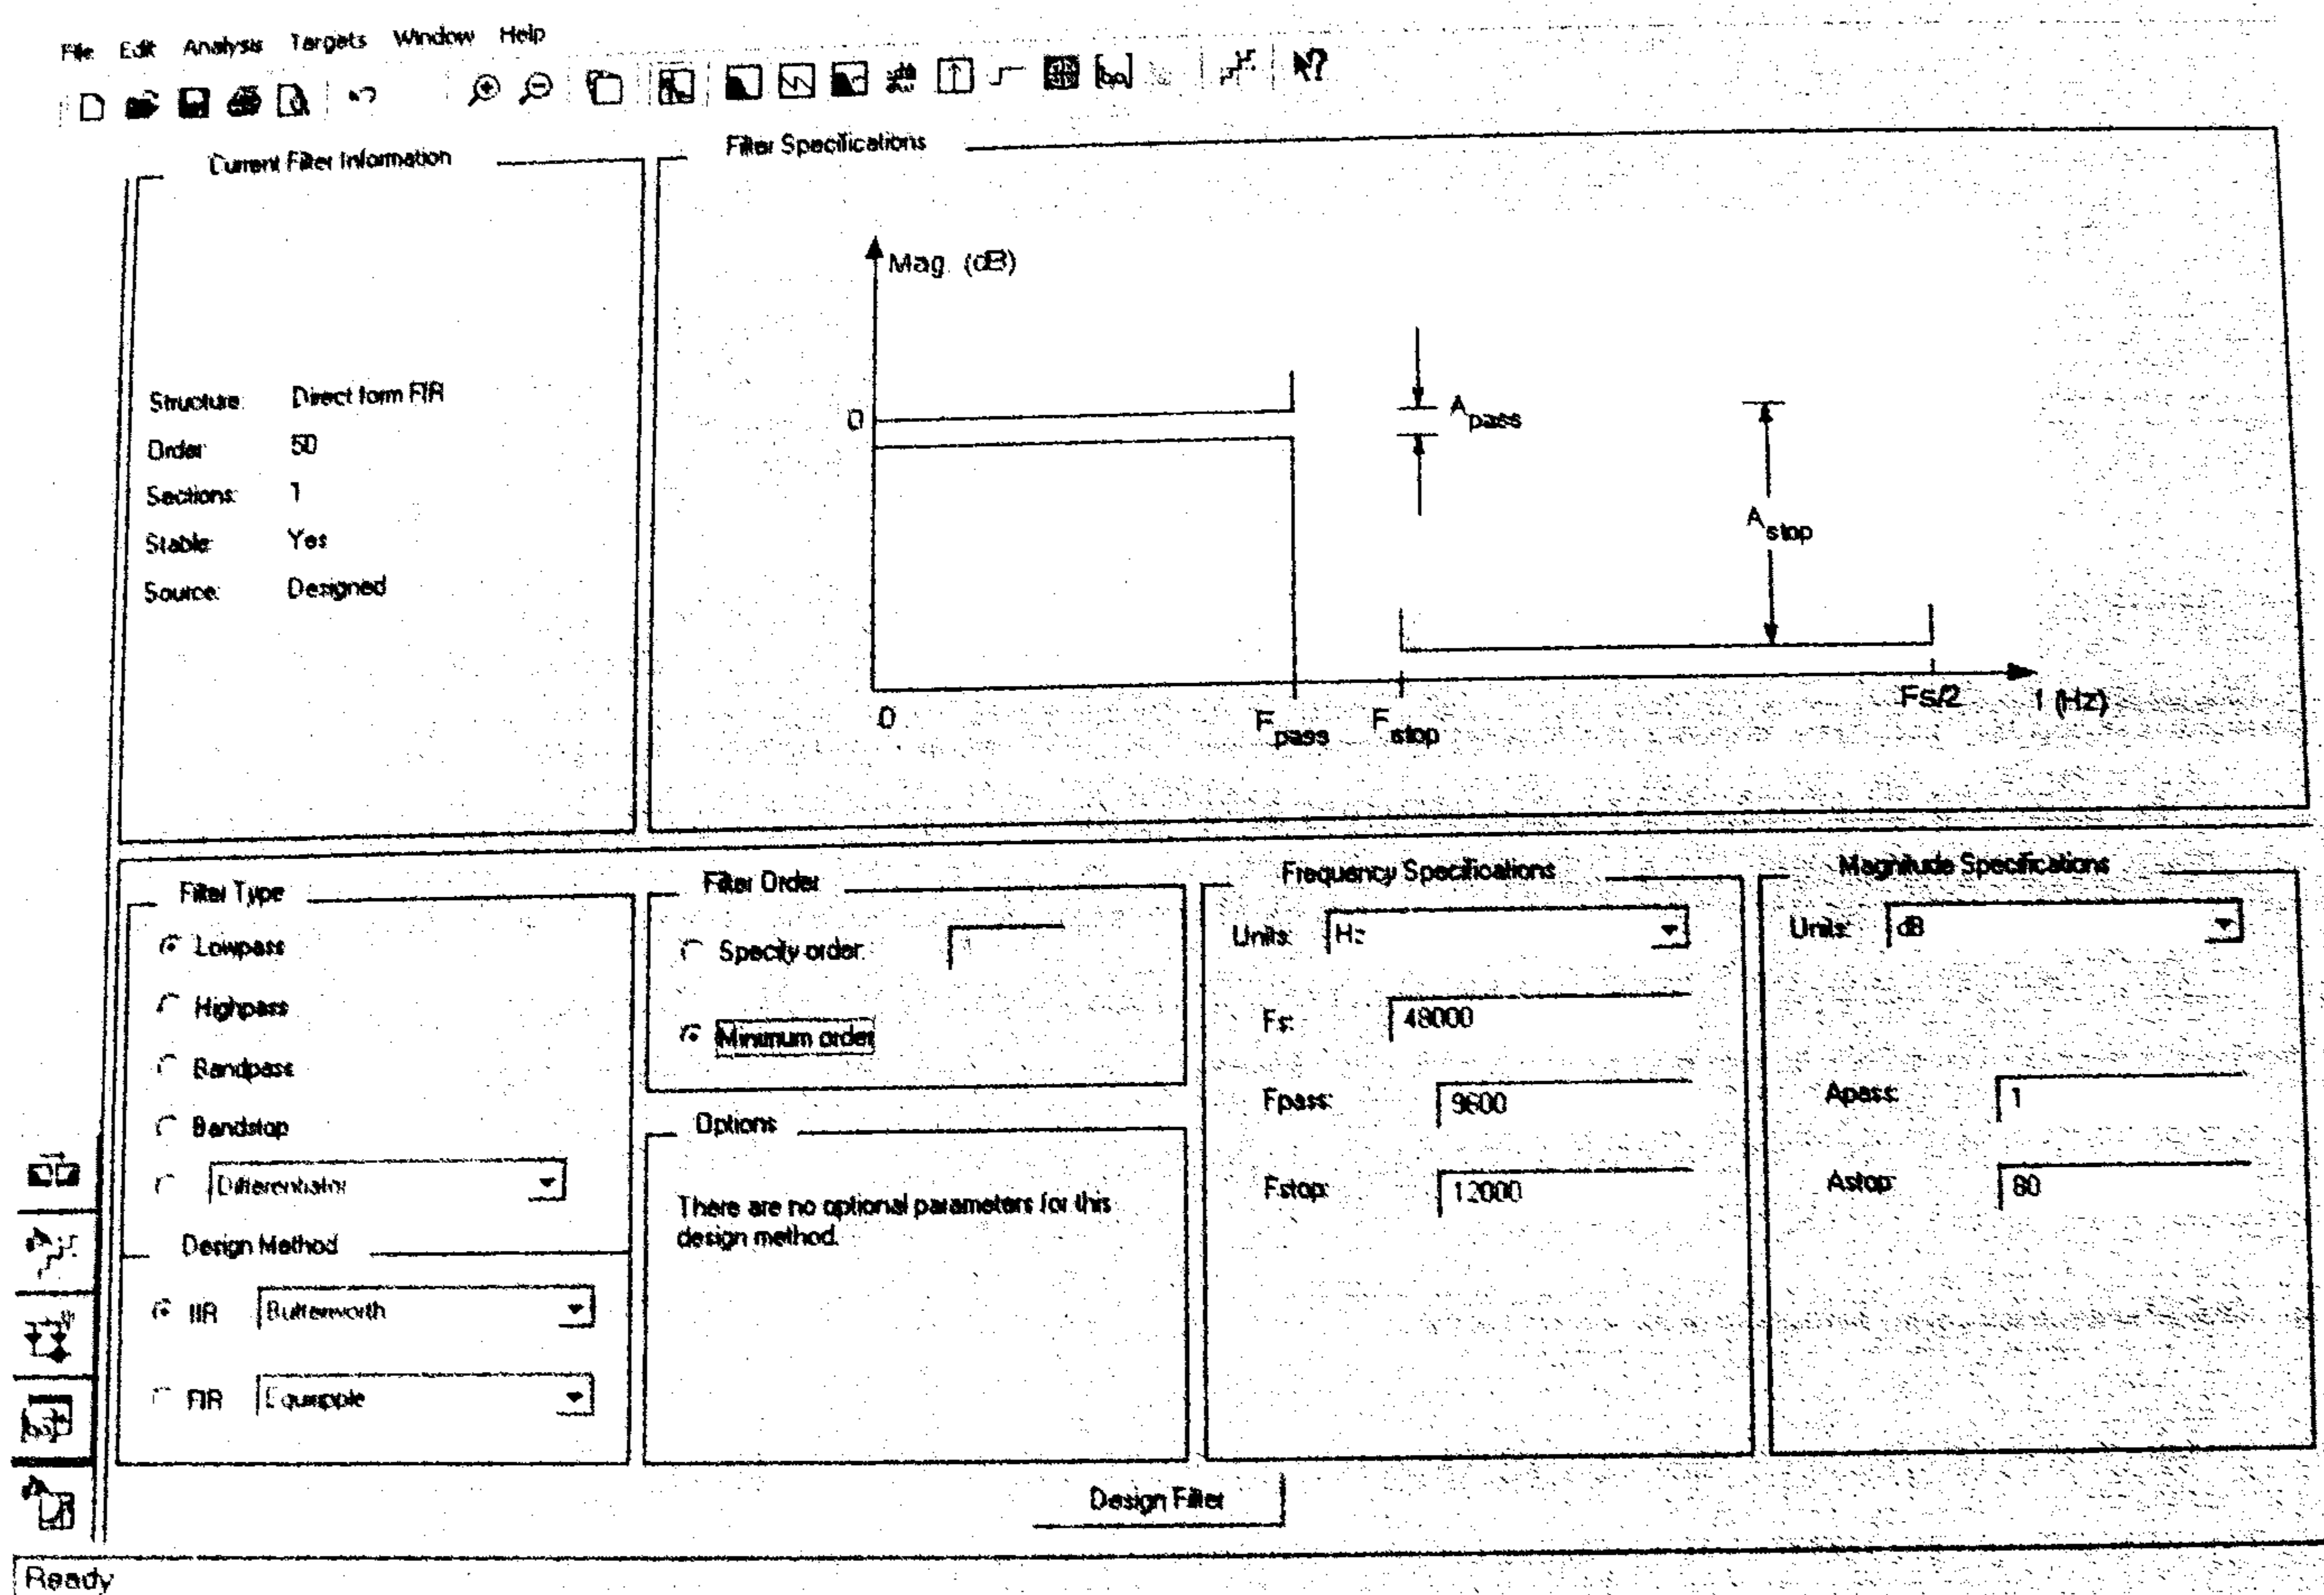 File Edit Analysis Targets Window Help
Current Filter Information
Structure: Direct form FIR
Order: 50
Sections: 1
Stable: Yes
Source: Designed
Filter Specifications
Mag. (dB)
0
A pass
A stop
0
F pass
F stop
Fs/2
f (Hz)
Filter Type
Lowpass
Highpass
Bandpass
Bandstop
Differentiator
Design Method
IIR Butterworth
FIR Equiripple
Filter Order
Specify order:
Minimum order
Options
There are no optional parameters for this
design method.
Frequency Specifications
Units: Hz
Fs: 48000
Fpass: 9600
Fstop: 12000
Magnitude Specifications
Units: dB
Apass: 1
Astop: 80
Design Filter
Ready